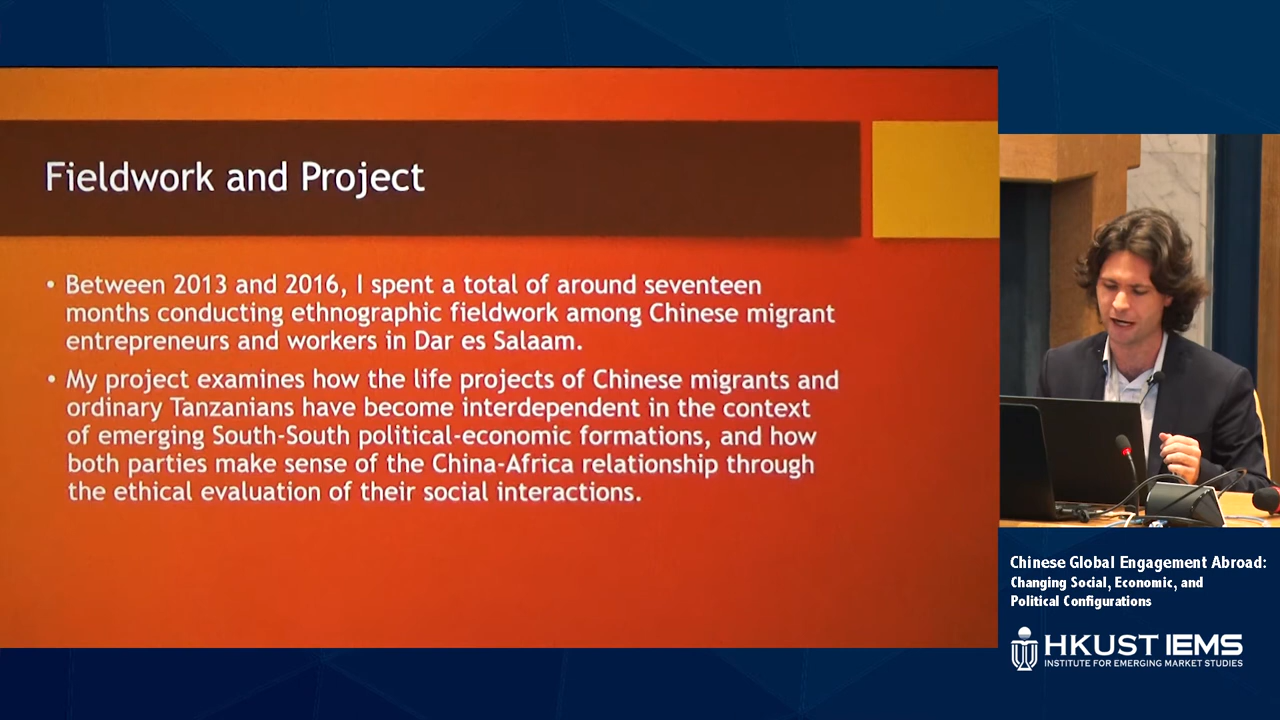 Fieldwork and Project
• Between 2013 and 2016, I spent a total of around seventeen
months conducting ethnographic fieldwork among Chinese migrant
entrepreneurs and workers in Dar es Salaam.
• My project examines how the life projects of Chinese migrants and
ordinary Tanzanians have become interdependent in the context
of emerging South-South political-economic formations, and how
both parties make sense of the China-Africa relationship through
the ethical evaluation of their social interactions.
Chinese Global Engagement Abroad:
Changing Social, Economic, and
Political Configurations
HKUST IEMS
INSTITUTE FOR EMERGING MARKET STUDIES